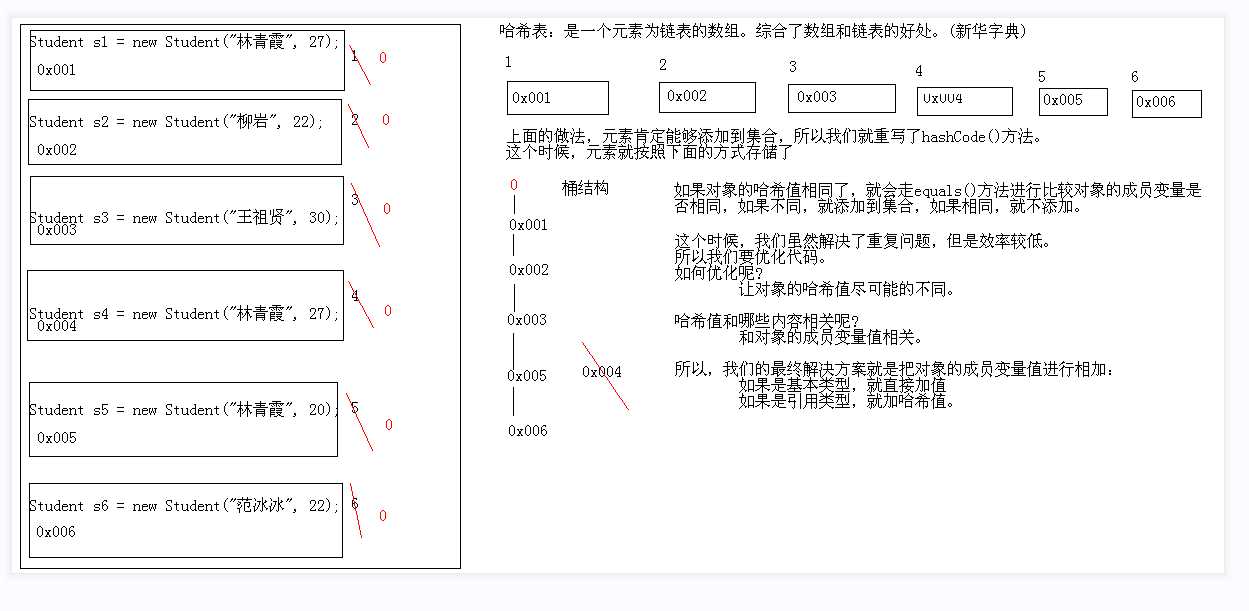 Student s1 = new Student("林青霞", 27);
0x001
1
0
Student s2 = new Student("柳岩", 22);
0x002
2
0
Student s3 = new Student("王祖贤", 30);
0x003
3
0
Student s4 = new Student("林青霞", 27);
0x004
4
0
Student s5 = new Student("林青霞", 20);
0x005
5
0
Student s6 = new Student("范冰冰", 22);
0x006
6
0
哈希表：是一个元素为链表的数组。综合了数组和链表的好处。(新华字典)
1 2 3 4 5 6
0x001 0x002 0x003 0x004 0x005 0x006
上面的做法，元素肯定能够添加到集合，所以我们就重写了hashCode()方法。
这个时候，元素就按照下面的方式存储了
0 桶结构
0x001
0x002
0x003
0x005 0x004
0x006
如果对象的哈希值相同了，就会走equals()方法进行比较对象的成员变量是
否相同，如果不同，就添加到集合，如果相同，就不添加。
这个时候，我们虽然解决了重复问题，但是效率较低。
所以我们要优化代码。
如何优化呢?
让对象的哈希值尽可能的不同。
哈希值和哪些内容相关呢?
和对象的成员变量值相关。
所以，我们的最终解决方案就是把对象的成员变量值进行相加：
如果是基本类型，就直接加值
如果是引用类型，就加哈希值。